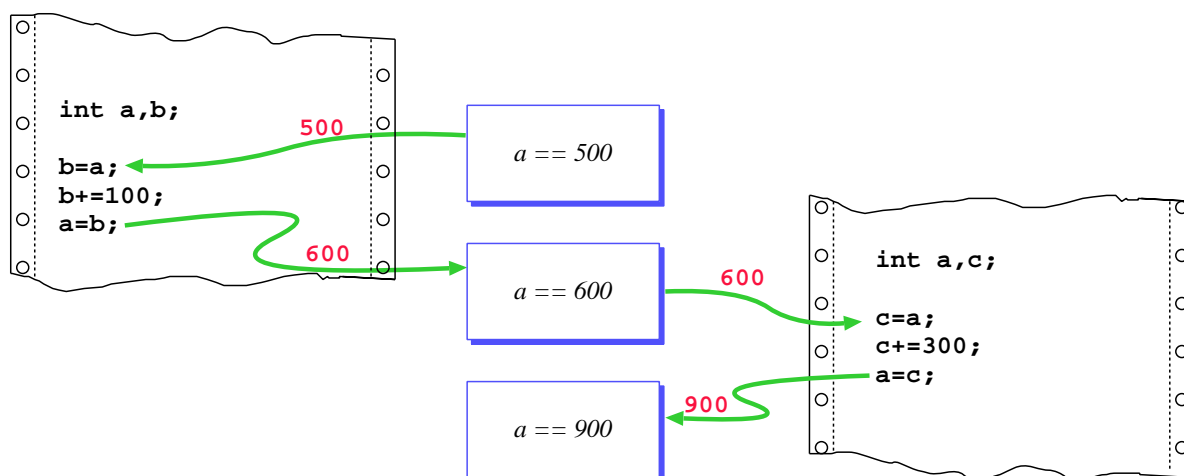 int a,b;
b=a;
b+=100;
a=b;
500
600
a == 500
a == 600
a == 900
600
900
int a,c;
c=a;
c+=300;
a=c;